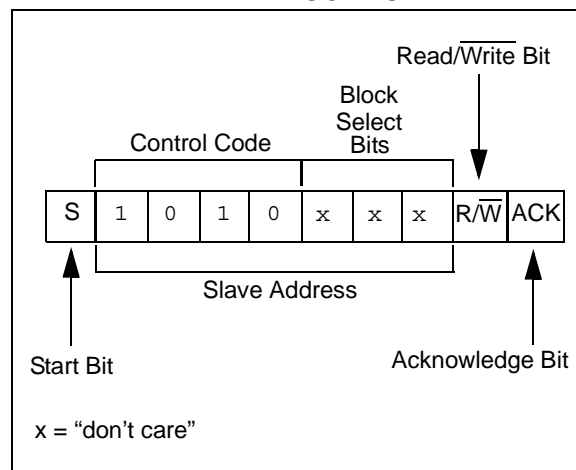 Read/Write Bit
Block
Select
Bits
Control Code
S 1 0 1 0 x x x R/W ACK
Slave Address
Start Bit
Acknowledge Bit
x = “don’t care”